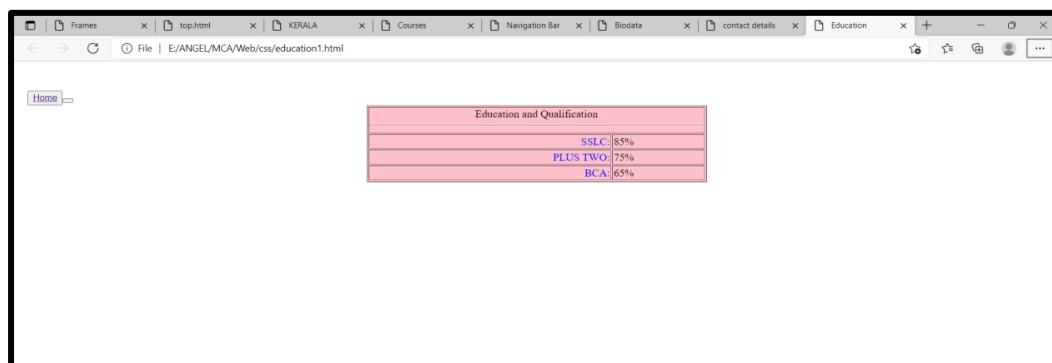 Frames top.html KERALA Courses Navigation Bar Biodata contact details Education
File E:/ANGEL/MCA/Web/css/education1.html
Home
Education and Qualification
SSLC: 85%
PLUS TWO: 75%
BCA: 65%